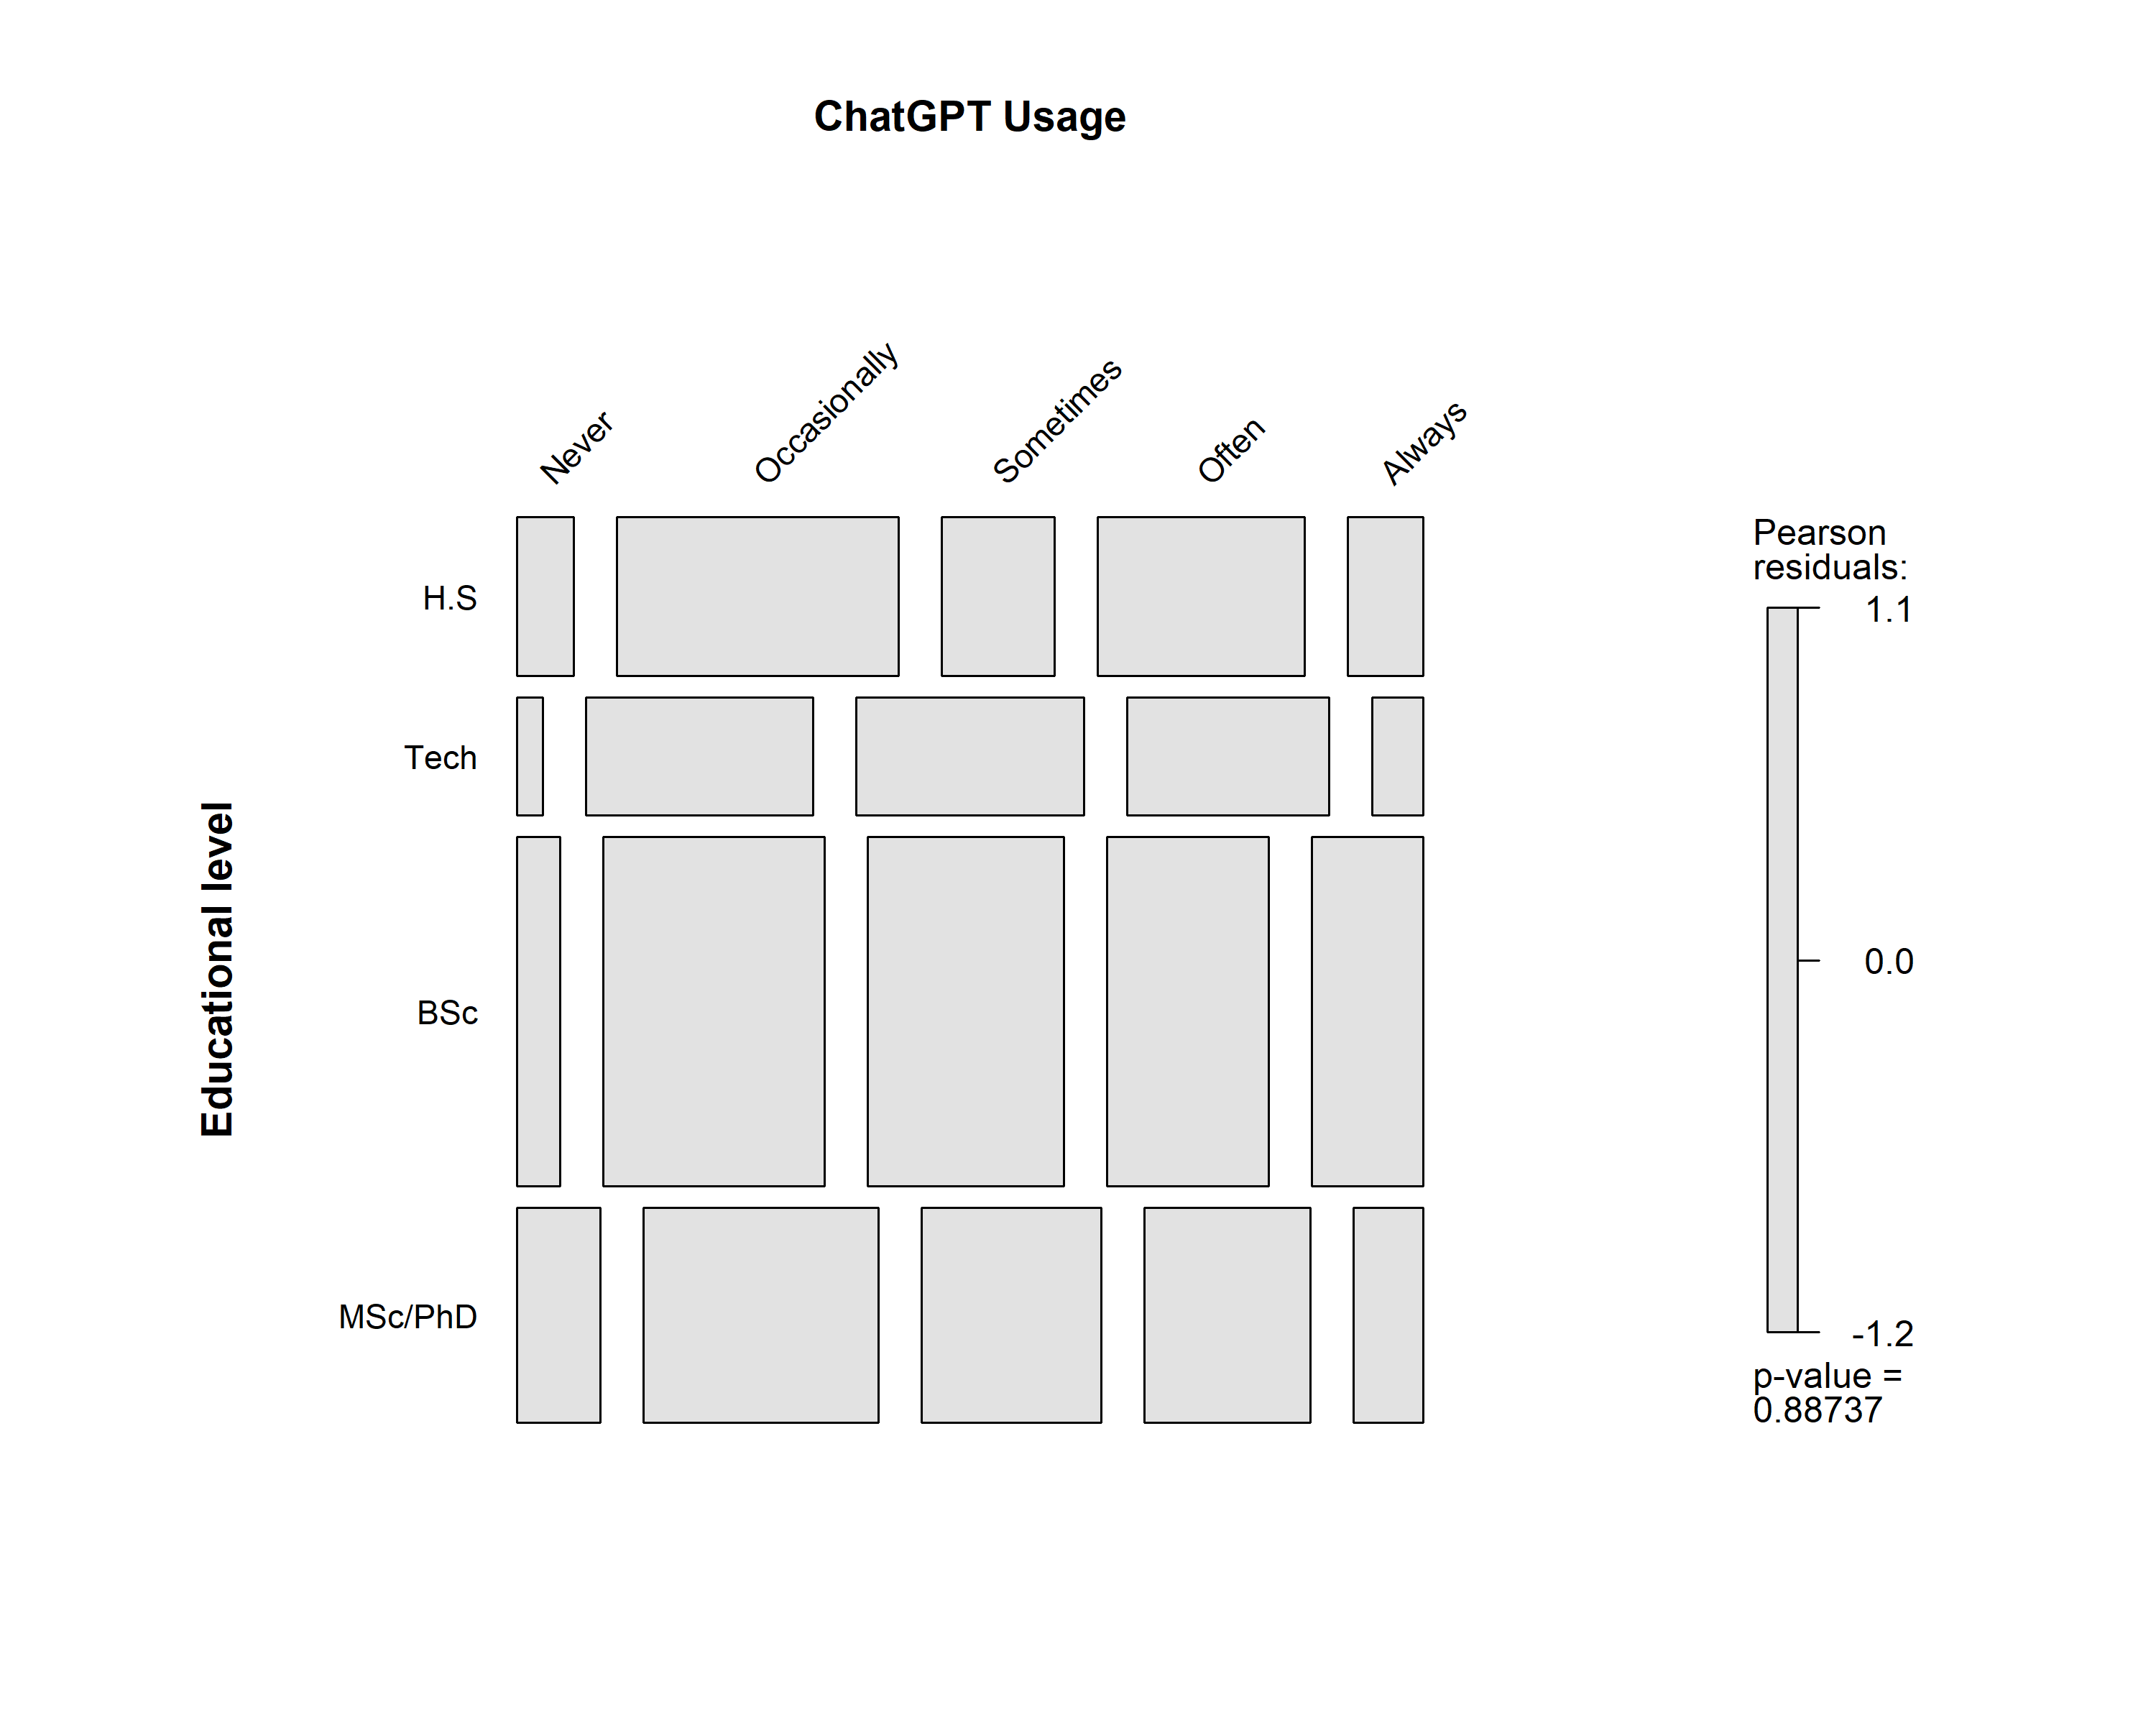 ChatGPT Usage
Never
Occasionally
Sometimes
Often
Always
Educational level
H.S
Tech
BSc
MSc/PhD
Pearson
residuals:
1.1
0.0
-1.2
p-value =
0.88737